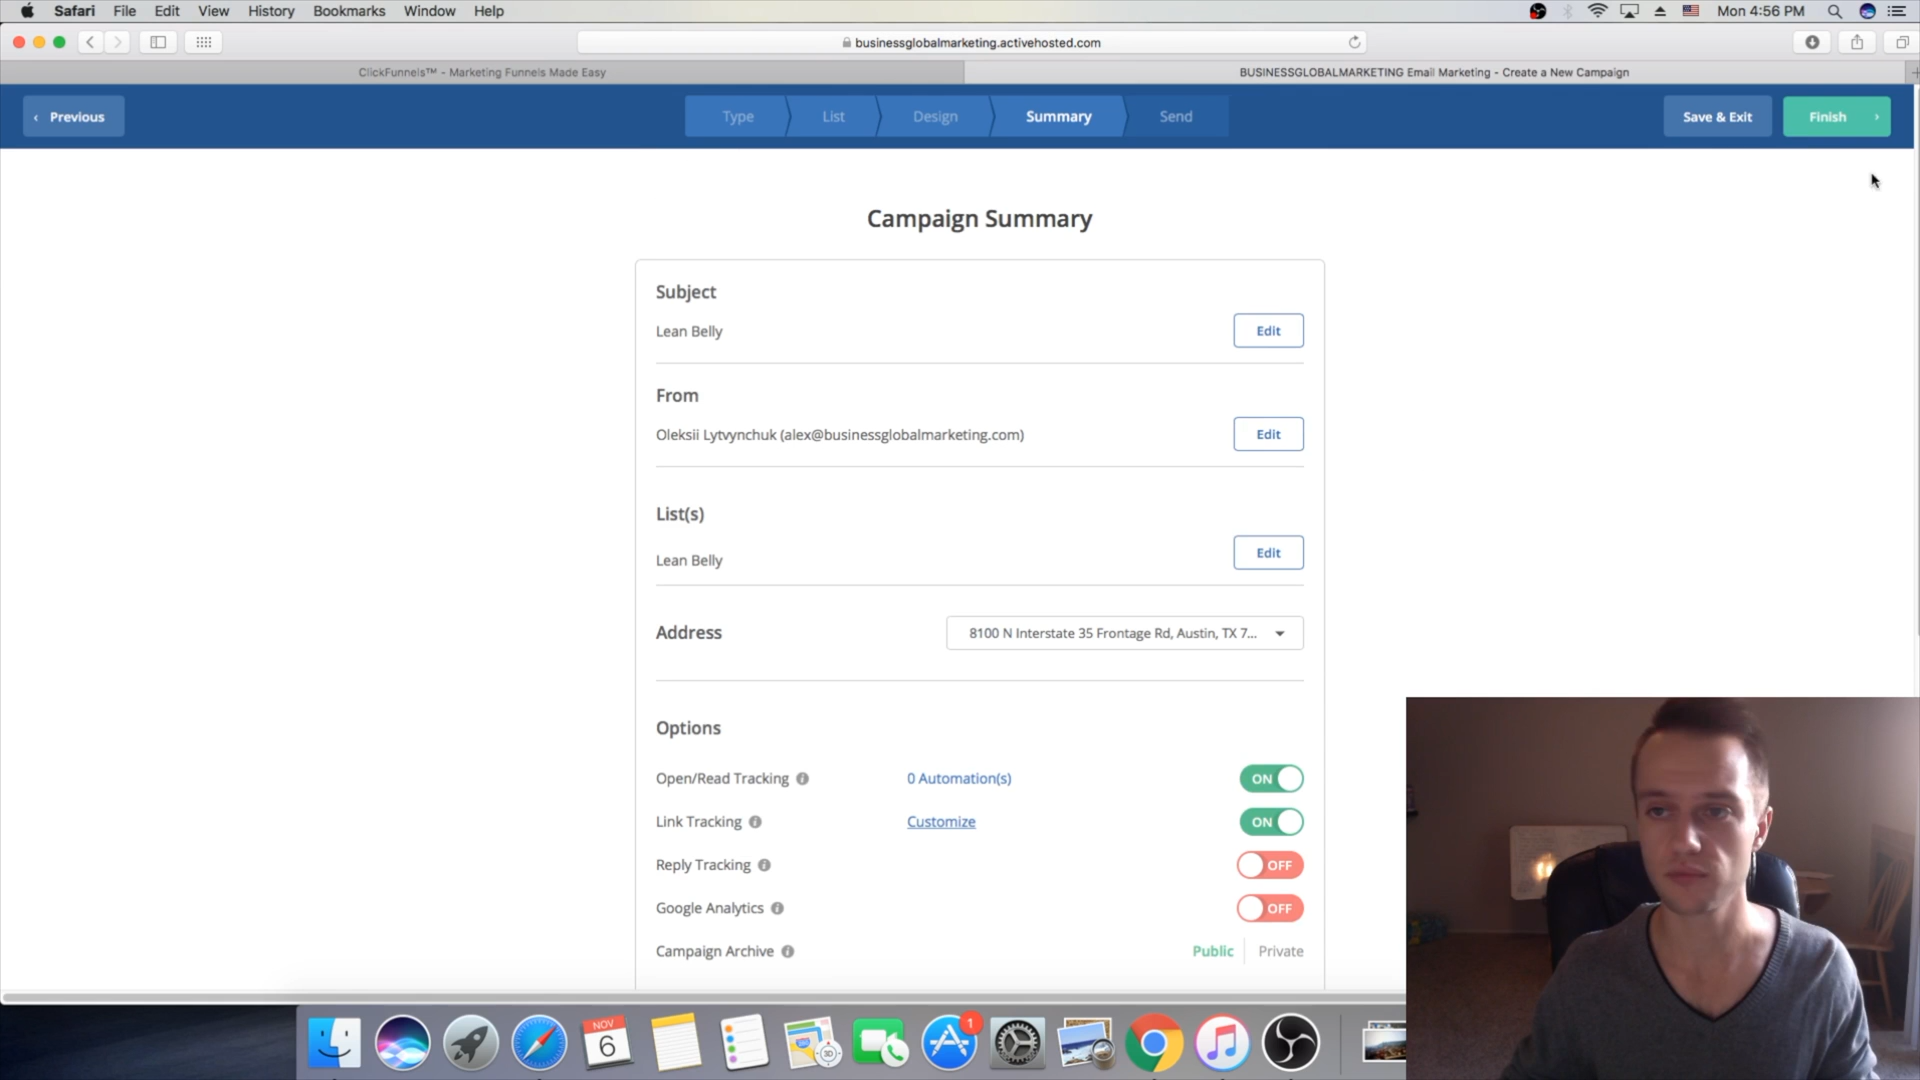 Safari File Edit View History Bookmarks Window Help Mon 4:56 PM
businessglobalmarketing.activehosted.com
ClickFunnels™ - Marketing Funnels Made Easy
BUSINESSGLOBALMARKETING Email Marketing - Create a New Campaign
Previous Type List Design Summary Send Save & Exit Finish
Campaign Summary
Subject
Lean Belly Edit
From
Oleksii Lytvynchuk (alex@businessglobalmarketing.com) Edit
List(s)
Lean Belly Edit
Address 8100 N Interstate 35 Frontage Rd, Austin, TX 7...
Options
Open/Read Tracking 0 Automation(s) ON
Link Tracking Customize ON
Reply Tracking OFF
Google Analytics OFF
Campaign Archive Public Private
NOV
6
3D
1